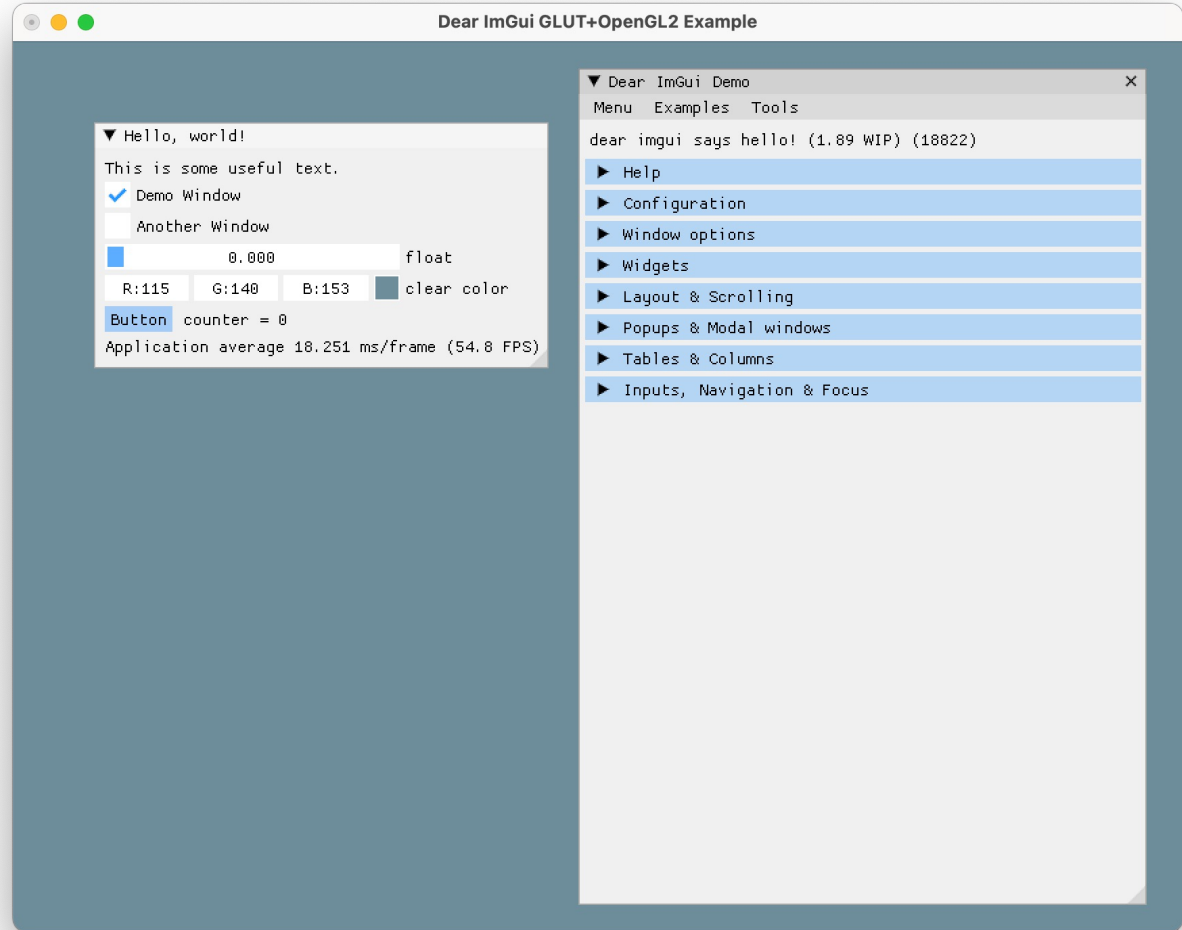 Dear ImGui GLUT+OpenGL2 Example
Hello, world!
This is some useful text.
Demo Window
Another Window
0.000 float
R:115 G:140 B:153 clear color
Button counter = 0
Application average 18.251 ms/frame (54.8 FPS)
Dear ImGui Demo
Menu Examples Tools
dear imgui says hello! (1.89 WIP) (18822)
Help
Configuration
Window options
Widgets
Layout & Scrolling
Popups & Modal windows
Tables & Columns
Inputs, Navigation & Focus